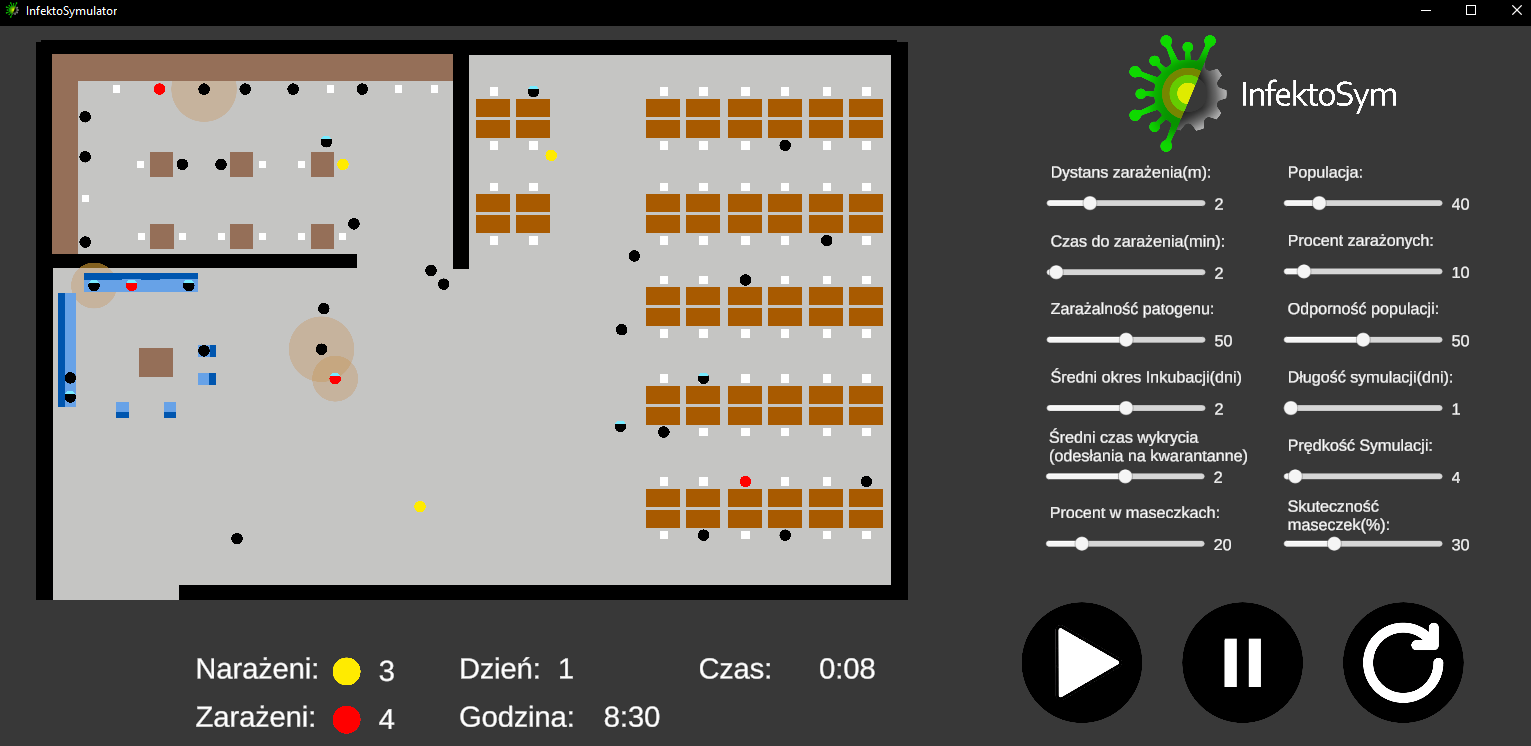 InfektoSymulator
InfektoSym
Dystans zarażenia(m):
2
Populacja:
40
Czas do zarażenia(min):
2
Procent zarażonych:
10
Zarażalność patogenu:
50
Odporność populacji:
50
Średni okres Inkubacji(dni)
2
Długość symulacji(dni):
1
Średni czas wykrycia
(odesłania na kwarantanne)
2
Prędkość Symulacji:
4
Procent w maseczkach:
20
Skuteczność
maseczek(%):
30
Narażeni: 3
Dzień: 1
Czas: 0:08
Zarażeni: 4
Godzina: 8:30